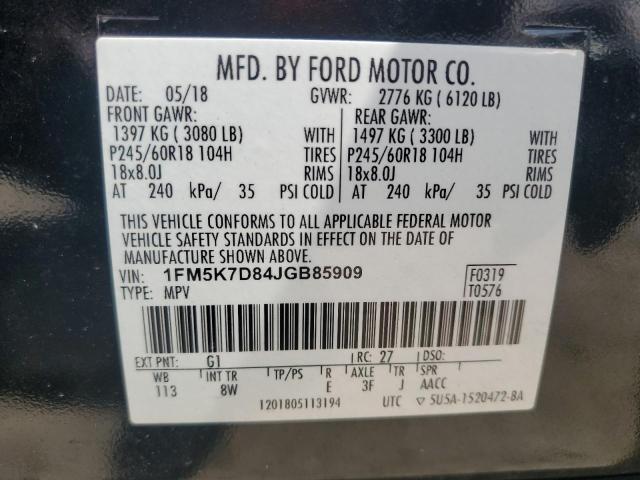 MFD. BY FORD MOTOR CO.
DATE: 05/18 GVWR: 2776 KG ( 6120 LB)
FRONT GAWR: REAR GAWR:
1397 KG ( 3080 LB) WITH 1497 KG ( 3300 LB) WITH
P245/60R18 104H TIRES P245/60R18 104H TIRES
18x8.0J RIMS 18x8.0J RIMS
AT 240 kPa/ 35 PSI COLD AT 240 kPa/ 35 PSI COLD
THIS VEHICLE CONFORMS TO ALL APPLICABLE FEDERAL MOTOR
VEHICLE SAFETY STANDARDS IN EFFECT ON THE DATE OF
MANUFACTURE SHOWN ABOVE.
VIN: 1FM5K7D84JGB85909 F0319
TYPE: MPV T0576
EXT PNT: G1 RC: 27 DSO:
WB INT TR TP/PS R AXLE TR SPR
113 8W E 3F J AACC
1201805113194 UTC ▽ 5U5A-1520472-BA